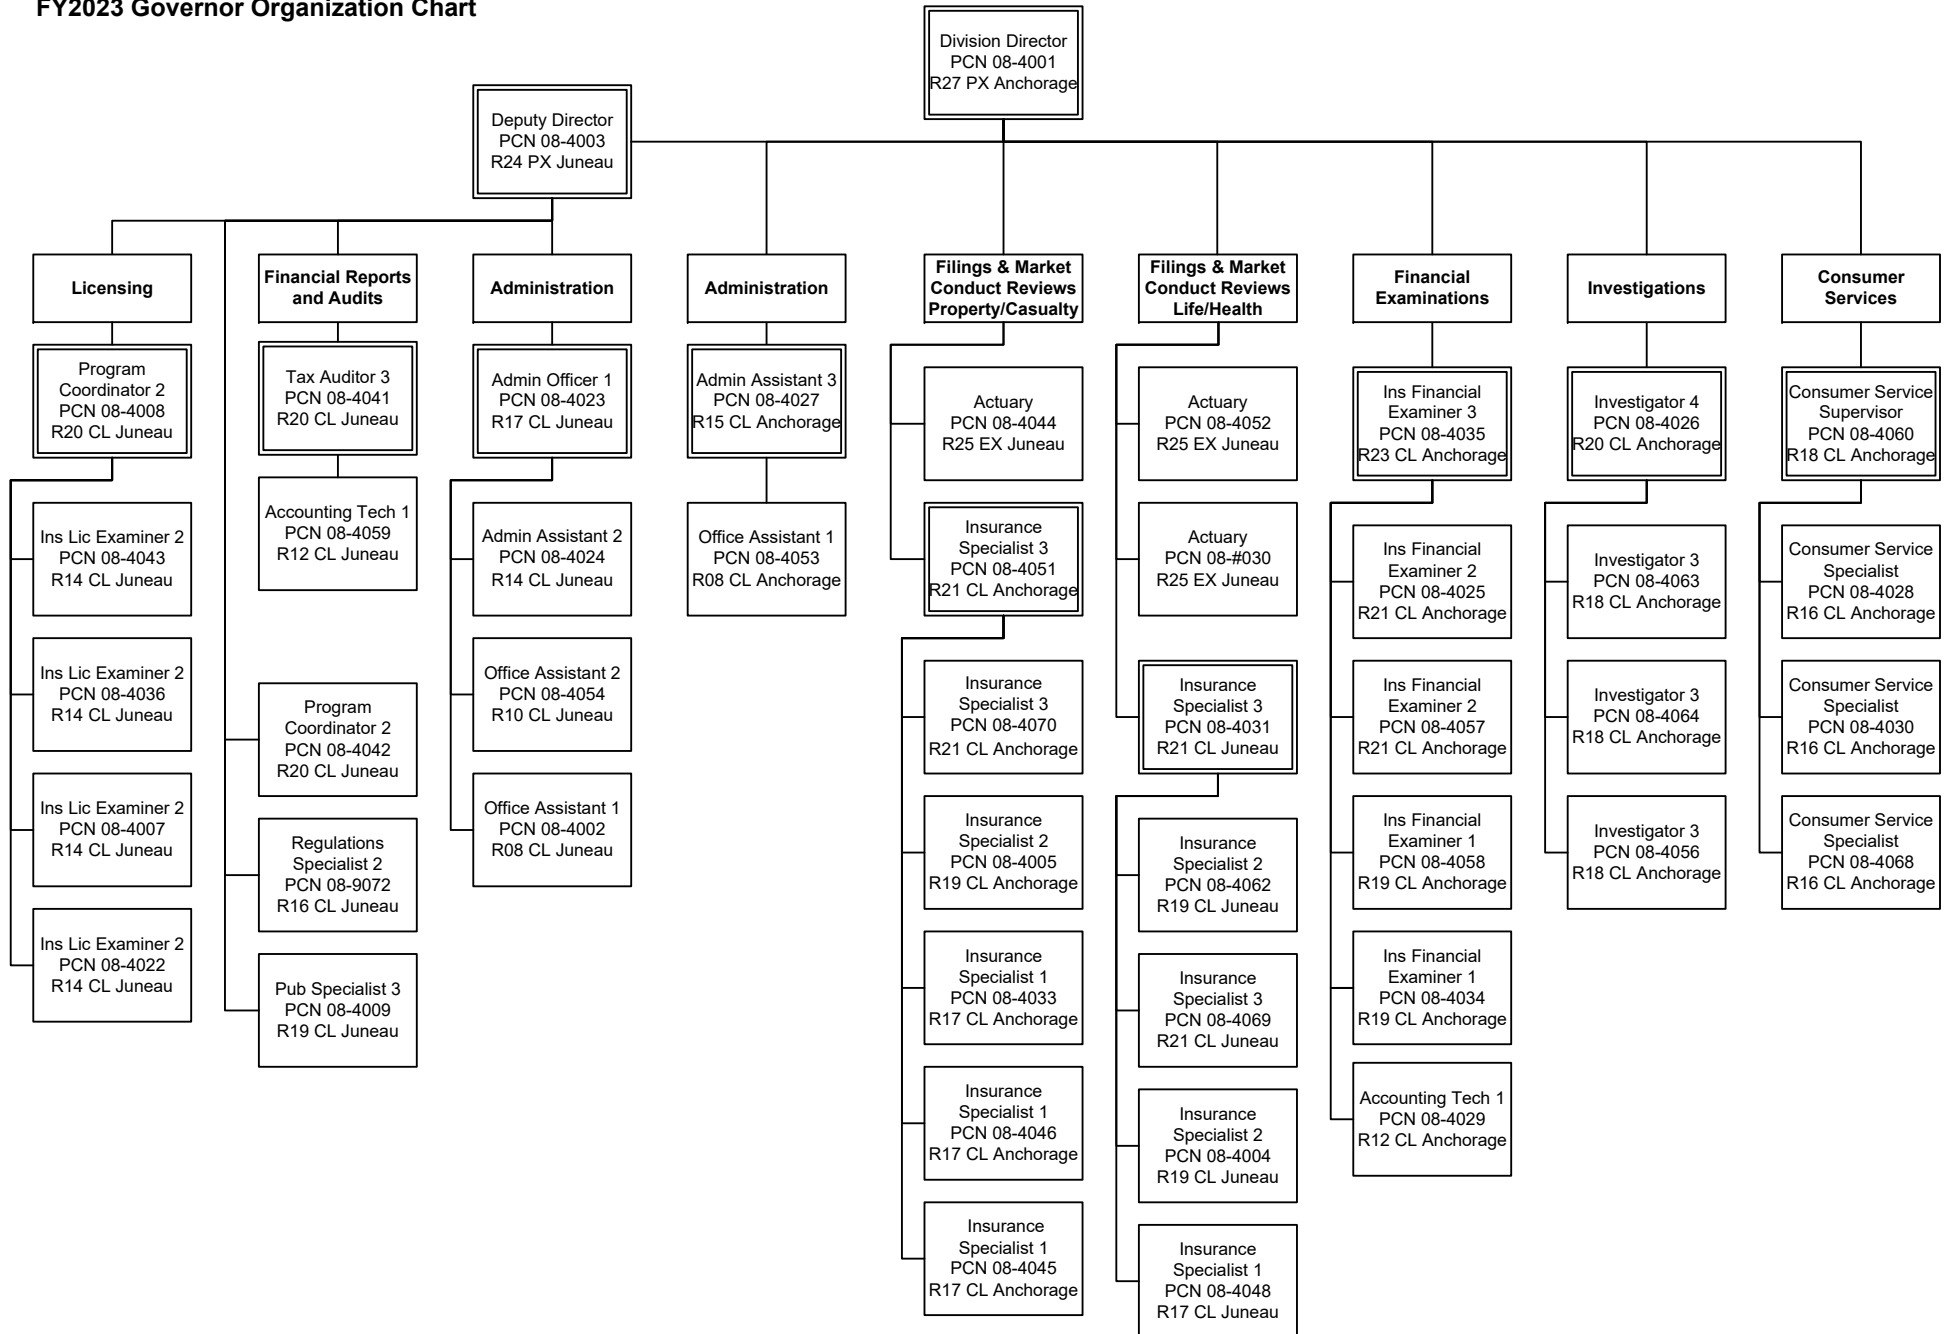 FY2023 Governor Organization Chart
Division Director
PCN 08-4001
R27 PX Anchorage
Deputy Director
PCN 08-4003
R24 PX Juneau
Licensing
Program
Coordinator 2
PCN 08-4008
R20 CL Juneau
Ins Lic Examiner 2
PCN 08-4043
R14 CL Juneau
Ins Lic Examiner 2
PCN 08-4036
R14 CL Juneau
Ins Lic Examiner 2
PCN 08-4007
R14 CL Juneau
Ins Lic Examiner 2
PCN 08-4022
R14 CL Juneau
Financial Reports
and Audits
Tax Auditor 3
PCN 08-4041
R20 CL Juneau
Accounting Tech 1
PCN 08-4059
R12 CL Juneau
Program
Coordinator 2
PCN 08-4042
R20 CL Juneau
Regulations
Specialist 2
PCN 08-9072
R16 CL Juneau
Pub Specialist 3
PCN 08-4009
R19 CL Juneau
Administration
Admin Officer 1
PCN 08-4023
R17 CL Juneau
Admin Assistant 2
PCN 08-4024
R14 CL Juneau
Office Assistant 2
PCN 08-4054
R10 CL Juneau
Office Assistant 1
PCN 08-4002
R08 CL Juneau
Administration
Admin Assistant 3
PCN 08-4027
R15 CL Anchorage
Office Assistant 1
PCN 08-4053
R08 CL Anchorage
Filings & Market
Conduct Reviews
Property/Casualty
Actuary
PCN 08-4044
R25 EX Juneau
Insurance
Specialist 3
PCN 08-4051
R21 CL Anchorage
Insurance
Specialist 3
PCN 08-4070
R21 CL Anchorage
Insurance
Specialist 2
PCN 08-4005
R19 CL Anchorage
Insurance
Specialist 1
PCN 08-4033
R17 CL Anchorage
Insurance
Specialist 1
PCN 08-4046
R17 CL Anchorage
Insurance
Specialist 1
PCN 08-4045
R17 CL Anchorage
Filings & Market
Conduct Reviews
Life/Health
Actuary
PCN 08-4052
R25 EX Juneau
Actuary
PCN 08-#030
R25 EX Juneau
Insurance
Specialist 3
PCN 08-4031
R21 CL Juneau
Insurance
Specialist 2
PCN 08-4062
R19 CL Juneau
Insurance
Specialist 3
PCN 08-4069
R21 CL Juneau
Insurance
Specialist 2
PCN 08-4004
R19 CL Juneau
Insurance
Specialist 1
PCN 08-4048
R17 CL Juneau
Financial
Examinations
Ins Financial
Examiner 3
PCN 08-4035
R23 CL Anchorage
Ins Financial
Examiner 2
PCN 08-4025
R21 CL Anchorage
Ins Financial
Examiner 2
PCN 08-4057
R21 CL Anchorage
Ins Financial
Examiner 1
PCN 08-4058
R19 CL Anchorage
Ins Financial
Examiner 1
PCN 08-4034
R19 CL Anchorage
Accounting Tech 1
PCN 08-4029
R12 CL Anchorage
Investigations
Investigator 4
PCN 08-4026
R20 CL Anchorage
Investigator 3
PCN 08-4063
R18 CL Anchorage
Investigator 3
PCN 08-4064
R18 CL Anchorage
Investigator 3
PCN 08-4056
R18 CL Anchorage
Consumer
Services
Consumer Service
Supervisor
PCN 08-4060
R18 CL Anchorage
Consumer Service
Specialist
PCN 08-4028
R16 CL Anchorage
Consumer Service
Specialist
PCN 08-4030
R16 CL Anchorage
Consumer Service
Specialist
PCN 08-4068
R16 CL Anchorage